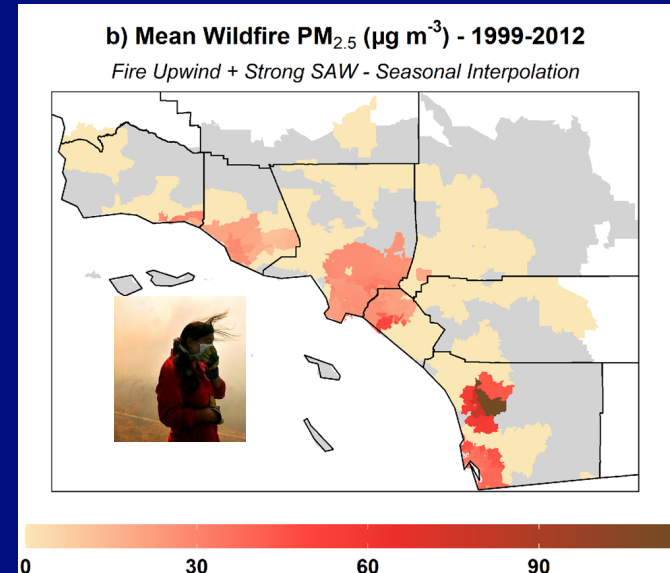 b) Mean Wildfire PM₂.₅ (µg m⁻³) - 1999-2012
Fire Upwind + Strong SAW - Seasonal Interpolation
0 30 60 90